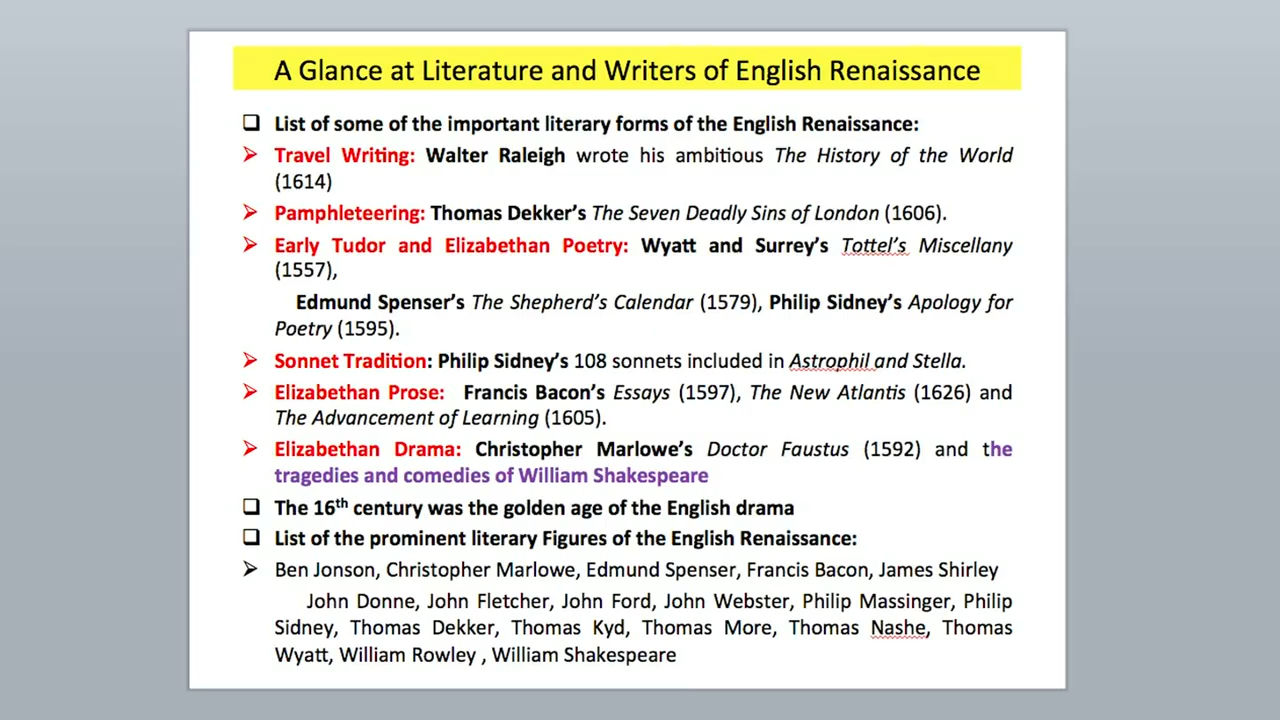 A Glance at Literature and Writers of English Renaissance
❑ List of some of the important literary forms of the English Renaissance:
➢ Travel Writing: Walter Raleigh wrote his ambitious The History of the World
(1614)
➢ Pamphleteering: Thomas Dekker's The Seven Deadly Sins of London (1606).
➢ Early Tudor and Elizabethan Poetry: Wyatt and Surrey's Tottel's Miscellany
(1557),
Edmund Spenser's The Shepherd's Calendar (1579), Philip Sidney's Apology for
Poetry (1595).
➢ Sonnet Tradition: Philip Sidney's 108 sonnets included in Astrophil and Stella.
➢ Elizabethan Prose: Francis Bacon's Essays (1597), The New Atlantis (1626) and
The Advancement of Learning (1605).
➢ Elizabethan Drama: Christopher Marlowe's Doctor Faustus (1592) and the
tragedies and comedies of William Shakespeare
❑ The 16th century was the golden age of the English drama
❑ List of the prominent literary Figures of the English Renaissance:
➢ Ben Jonson, Christopher Marlowe, Edmund Spenser, Francis Bacon, James Shirley
John Donne, John Fletcher, John Ford, John Webster, Philip Massinger, Philip
Sidney, Thomas Dekker, Thomas Kyd, Thomas More, Thomas Nashe, Thomas
Wyatt, William Rowley , William Shakespeare